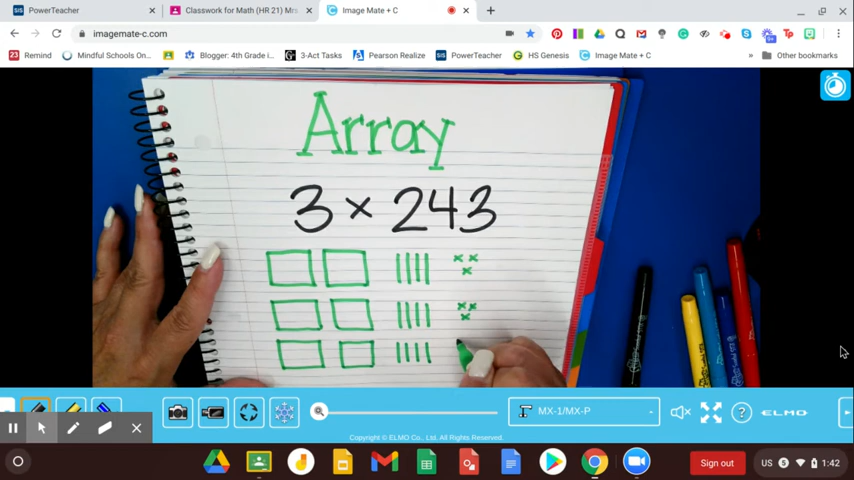 PowerTeacher
Classwork for Math (HR 21) Mrs
Image Mate + C
imagemate-c.com
Remind
Mindful Schools On...
Blogger: 4th Grade i...
3-Act Tasks
Pearson Realize
PowerTeacher
HS Genesis
Image Mate + C
Other bookmarks
Array
3 × 243
MX-1/MX-P
ELMO
Copyright © ELMO Co., Ltd. All Rights Reserved.
Sign out
US
1:42